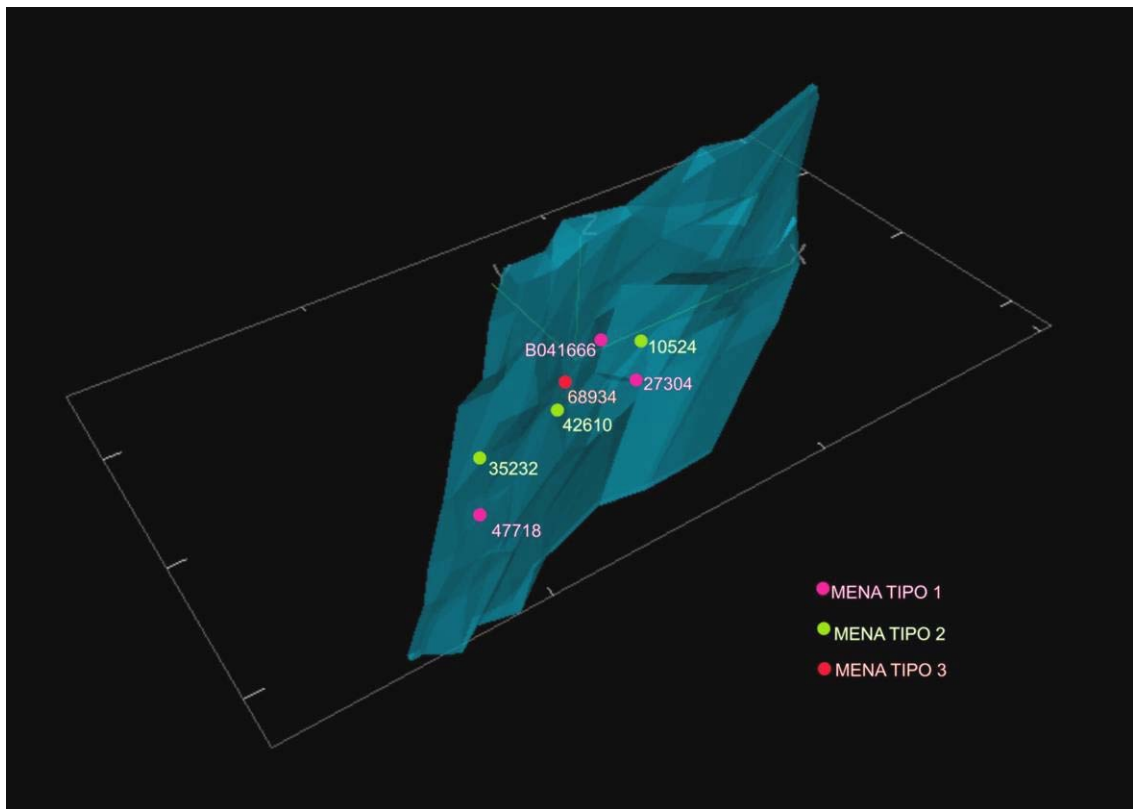 Z
Y
X
B041666
10524
27304
68934
42610
35232
47718
MENA TIPO 1
MENA TIPO 2
MENA TIPO 3